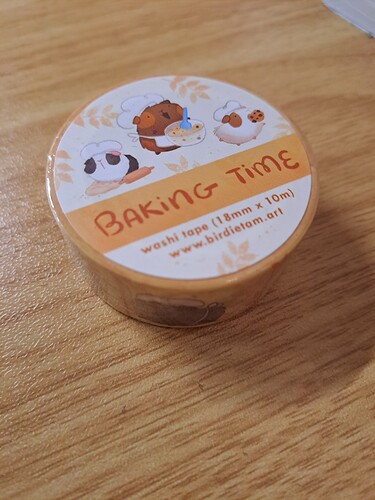 BAKING TIME
washi tape (18mm × 10m)
www.birdietam.art